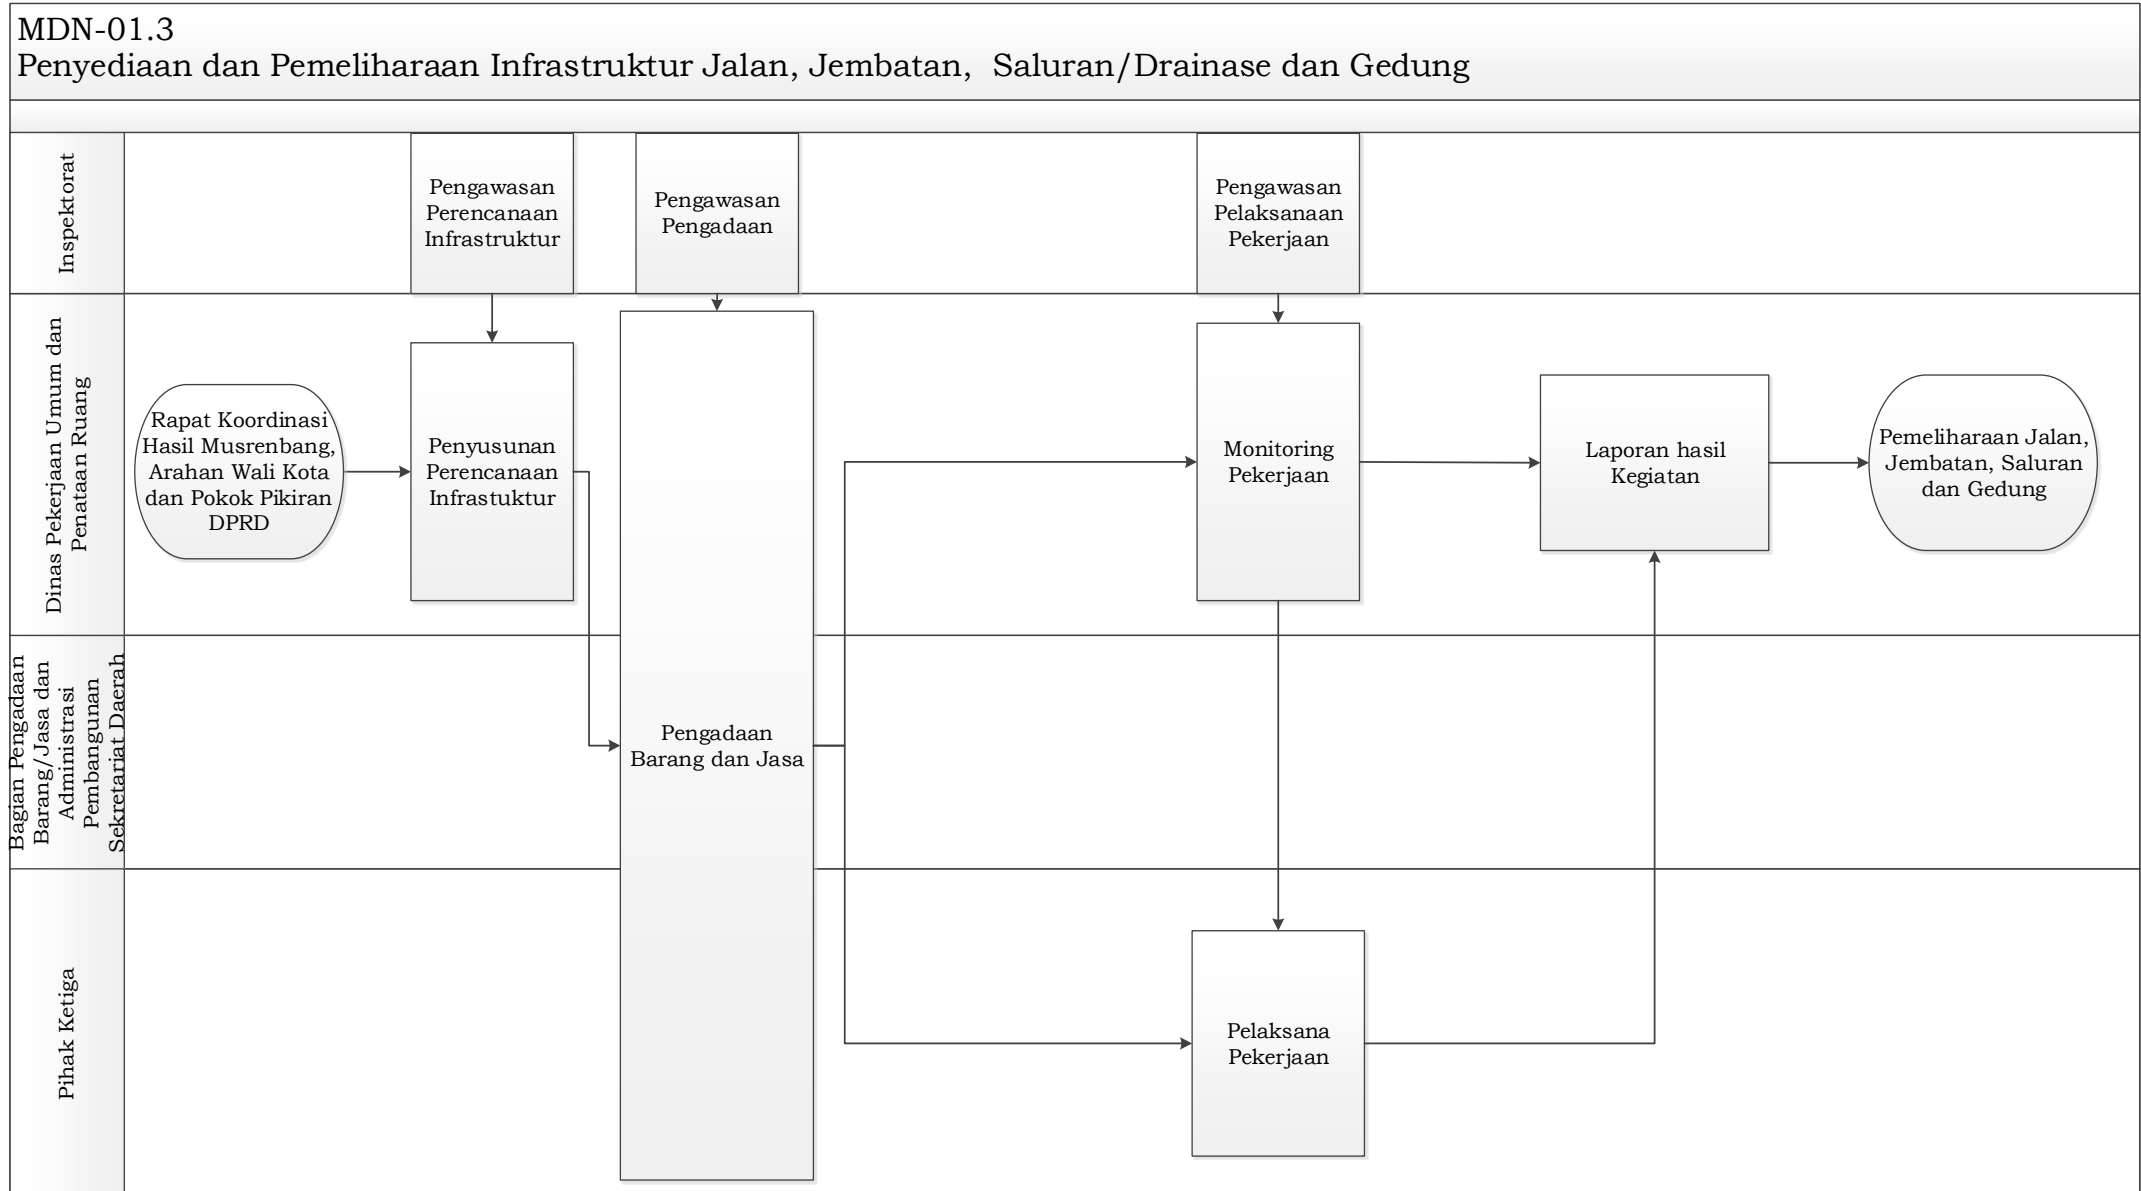 MDN-01.3
Penyediaan dan Pemeliharaan Infrastruktur Jalan, Jembatan, Saluran/Drainase dan Gedung
Inspektorat
Pengawasan
Perencanaan
Infrastruktur
Pengawasan
Pengadaan
Pengawasan
Pelaksanaan
Pekerjaan
Dinas Pekerjaan Umum dan
Penataan Ruang
Rapat Koordinasi
Hasil Musrenbang,
Arahan Wali Kota
dan Pokok Pikiran
DPRD
Penyusunan
Perencanaan
Infrastuktur
Monitoring
Pekerjaan
Laporan hasil
Kegiatan
Pemeliharaan Jalan,
Jembatan, Saluran
dan Gedung
Bagian Pengadaan
Barang/Jasa dan
Administrasi
Pembangunan
Sekretariat Daerah
Pengadaan
Barang dan Jasa
Pihak Ketiga
Pelaksana
Pekerjaan